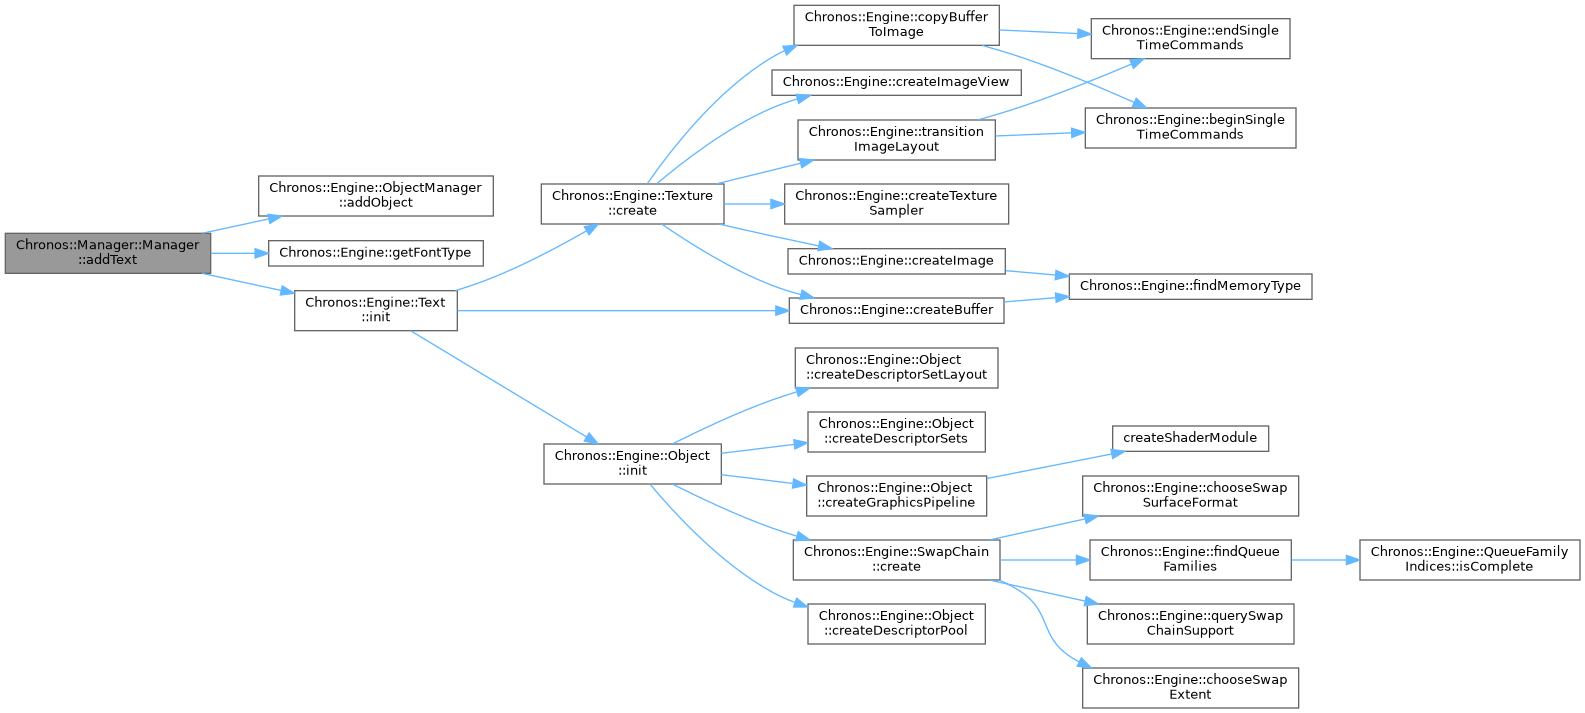 Chronos::Manager::Manager
::addText
Chronos::Engine::ObjectManager
::addObject
Chronos::Engine::getFontType
Chronos::Engine::Text
::init
Chronos::Engine::Texture
::create
Chronos::Engine::copyBuffer
ToImage
Chronos::Engine::endSingle
TimeCommands
Chronos::Engine::beginSingle
TimeCommands
Chronos::Engine::createImageView
Chronos::Engine::transition
ImageLayout
Chronos::Engine::createTexture
Sampler
Chronos::Engine::createImage
Chronos::Engine::findMemoryType
Chronos::Engine::createBuffer
Chronos::Engine::Object
::init
Chronos::Engine::Object
::createDescriptorSetLayout
Chronos::Engine::Object
::createDescriptorSets
Chronos::Engine::Object
::createGraphicsPipeline
createShaderModule
Chronos::Engine::SwapChain
::create
Chronos::Engine::chooseSwap
SurfaceFormat
Chronos::Engine::findQueue
Families
Chronos::Engine::QueueFamily
Indices::isComplete
Chronos::Engine::querySwap
ChainSupport
Chronos::Engine::chooseSwap
Extent
Chronos::Engine::Object
::createDescriptorPool